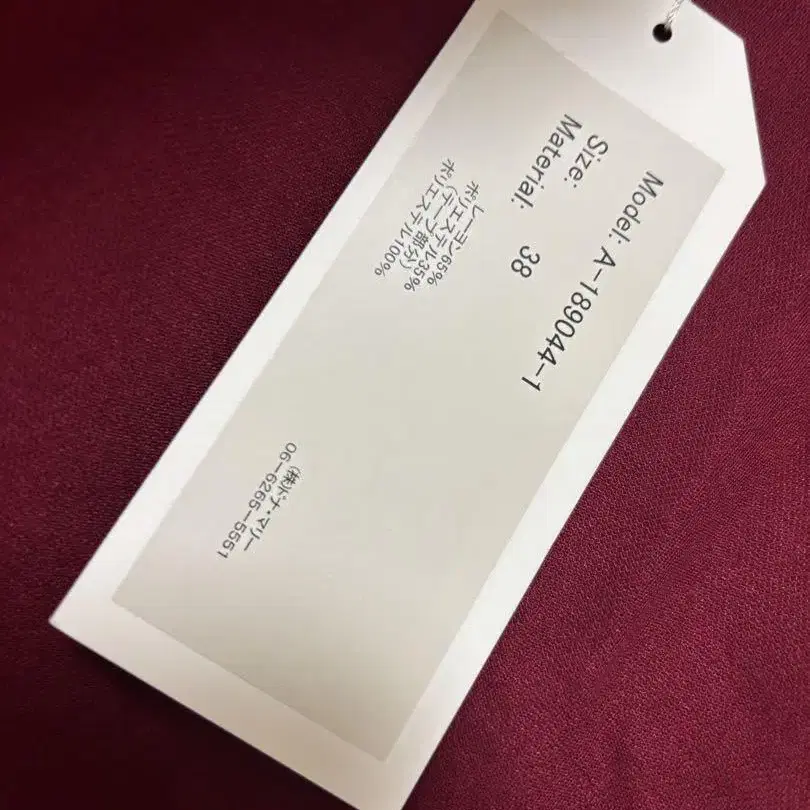 Model: A-189044-1
Size: 38
Material:
レーヨン65%
ポリエステル35%
(テープ部分)
ポリエステル100%
(株)ドナ・マリー
06-6265-5551